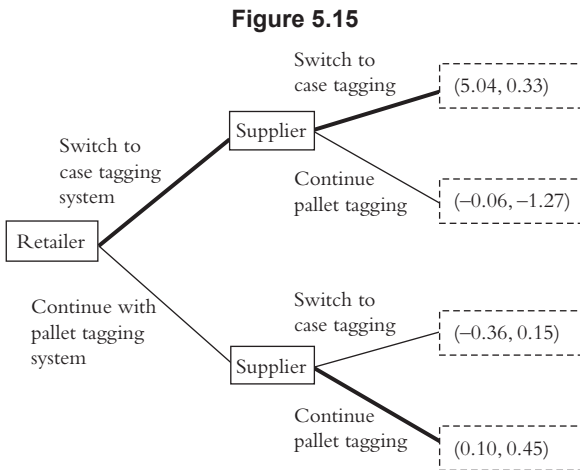 Figure 5.15
Switch to
case tagging
(5.04, 0.33)
Supplier
Switch to
case tagging
system
Continue
pallet tagging
(–0.06, –1.27)
Retailer
Continue with
pallet tagging
system
Switch to
case tagging
(–0.36, 0.15)
Supplier
Continue
pallet tagging
(0.10, 0.45)